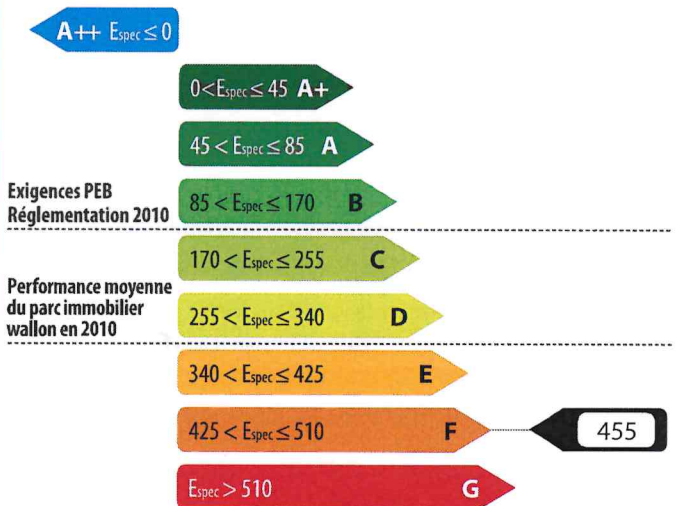 A++ Espec ≤ 0
0<Espec ≤ 45 A+
45 < Espec ≤ 85 A
Exigences PEB
Réglementation 2010
85 < Espec ≤ 170 B
170 < Espec ≤ 255 C
Performance moyenne
du parc immobilier
wallon en 2010
255 < Espec ≤ 340 D
340 < Espec ≤ 425 E
425 < Espec ≤ 510 F
455
Espec > 510 G